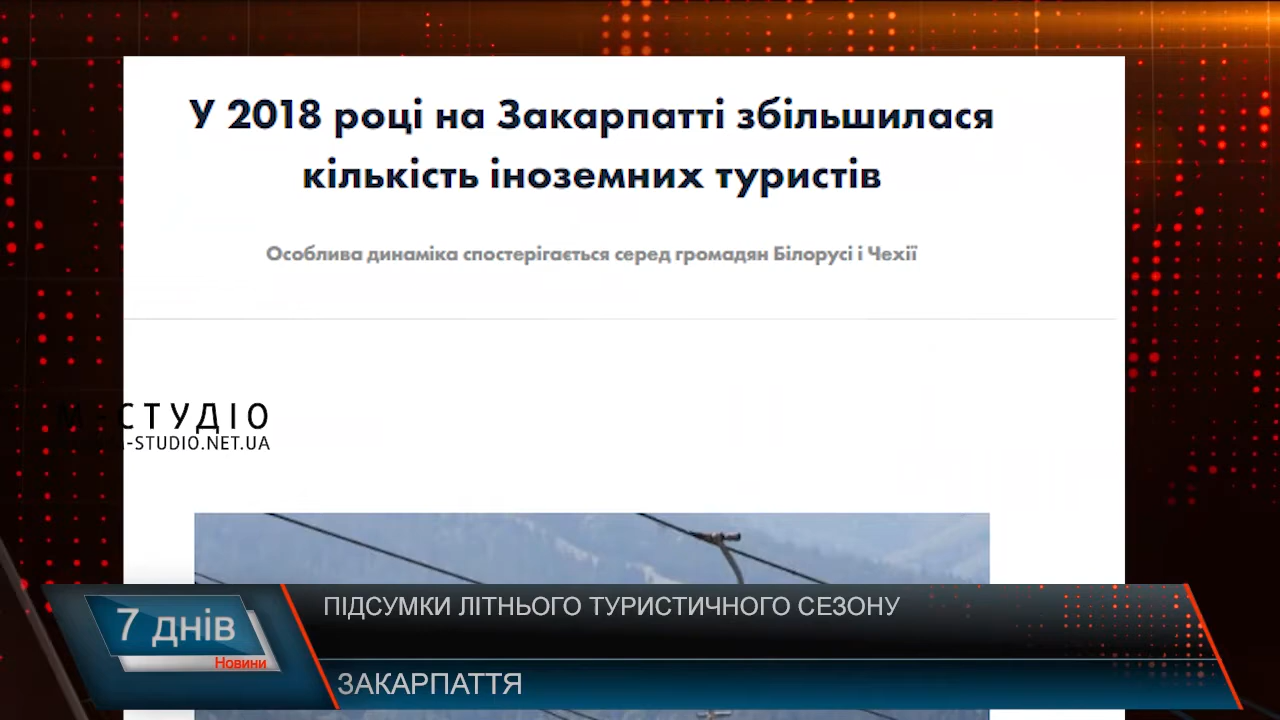 У 2018 році на Закарпатті збільшилася
кількість іноземних туристів
Особлива динаміка спостерігається серед громадян Білорусі і Чехії
М-СТУДІО
M-STUDIO.NET.UA
ПІДСУМКИ ЛІТНЬОГО ТУРИСТИЧНОГО СЕЗОНУ
7 днів
Новини
ЗАКАРПАТТЯ